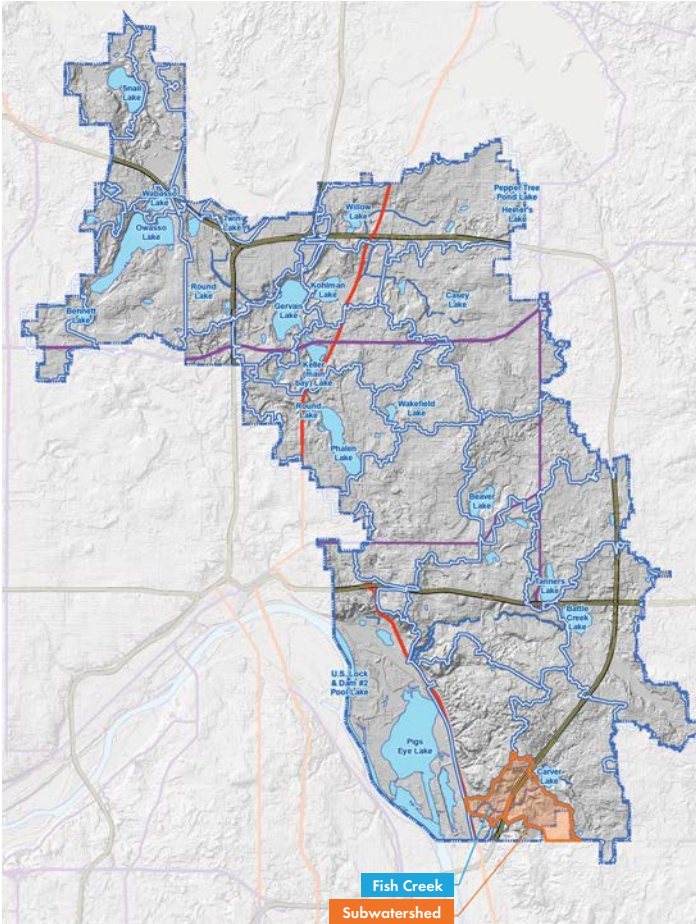 Snail
Lake
Wabasso
Lake
Twin
Lake
Owasso
Lake
Willow
Lake
Pepper Tree
Pond Lake
Heiner's
Lake
Bennett
Lake
Round
Lake
Kohlman
Lake
Gervais
Lake
Casey
Lake
Keller
(main
bay) Lake
Round
Lake
Wakefield
Lake
Phalen
Lake
Beaver
Lake
Tanners
Lake
Battle
Creek
Lake
U.S. Lock
& Dam #2
Pool Lake
Pigs
Eye Lake
Carver
Lake
Fish Creek
Subwatershed